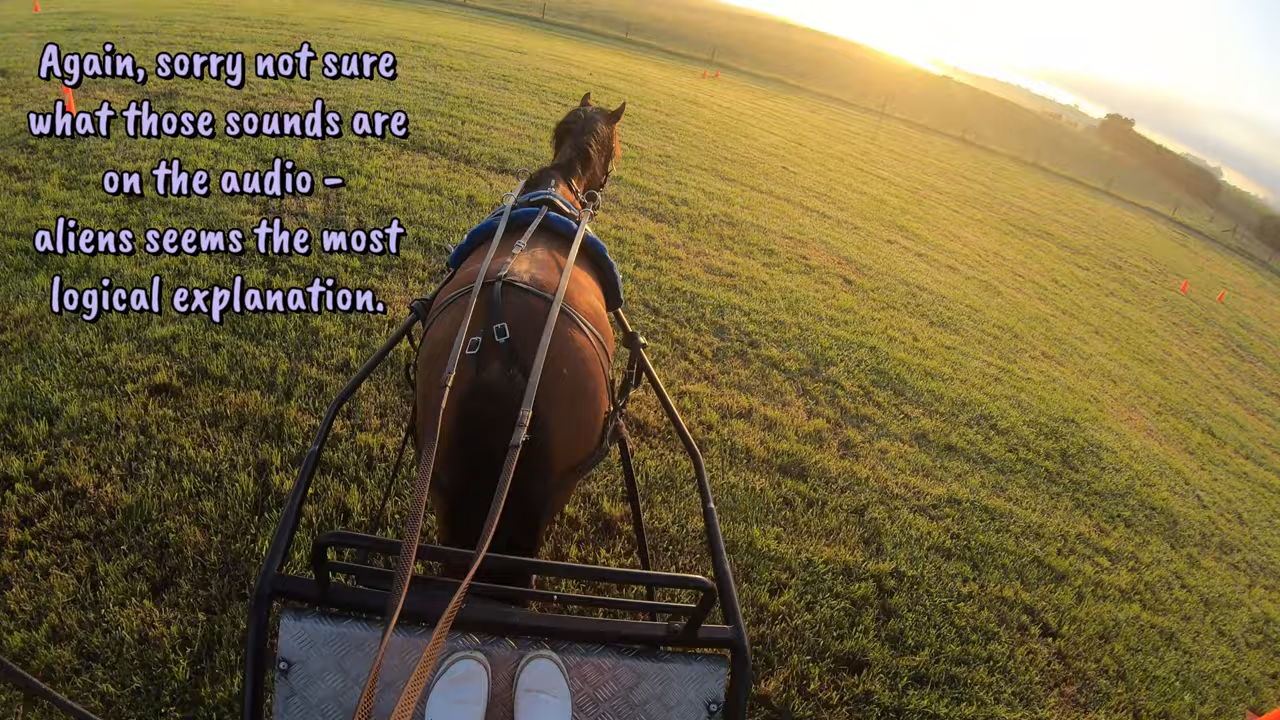 Again, sorry not sure
what those sounds are
on the audio -
aliens seems the most
logical explanation.